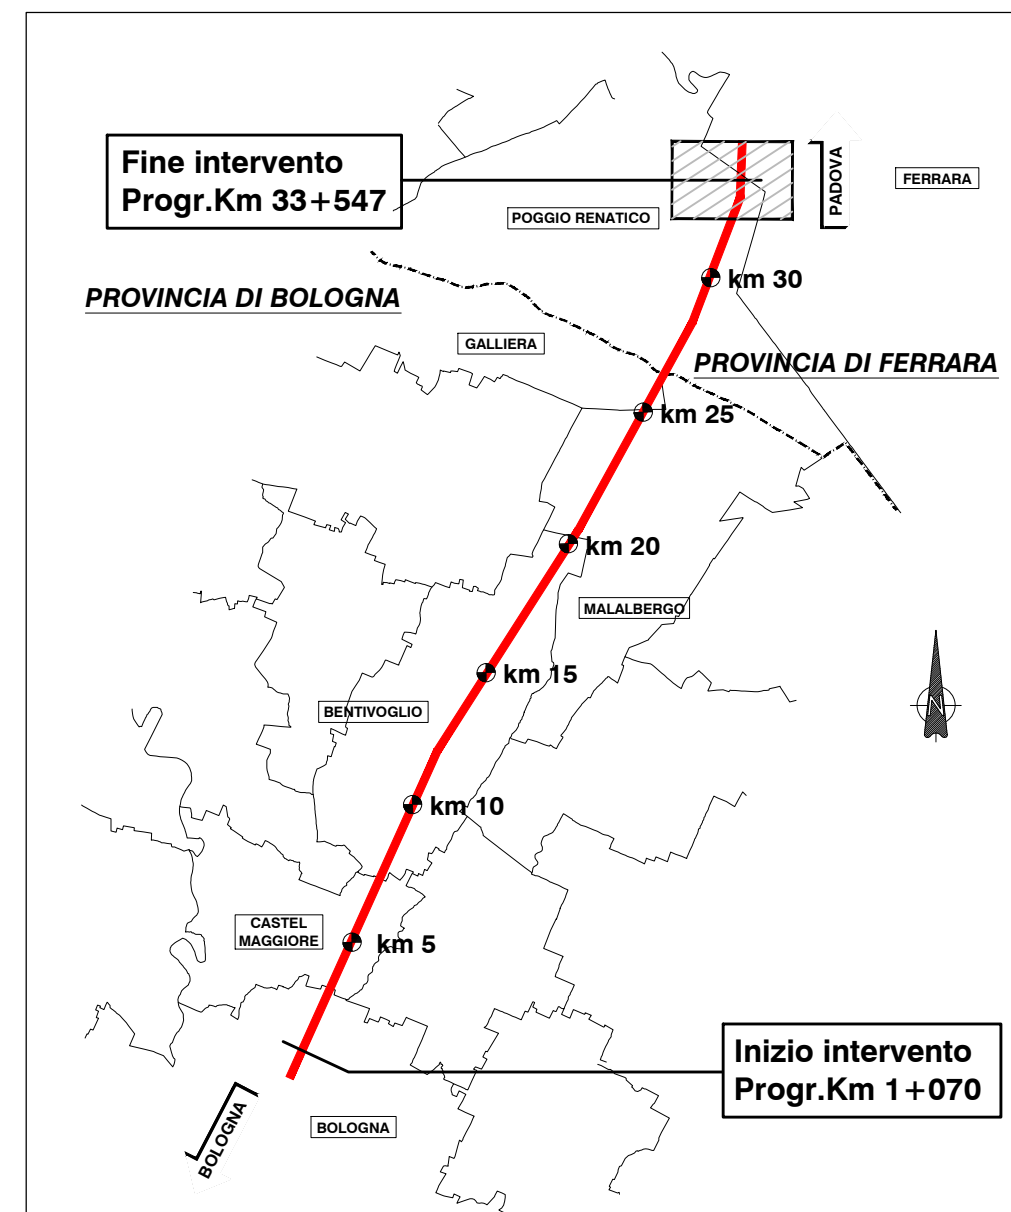 Fine intervento
Progr.Km 33+547
PADOVA
FERRARA
POGGIO RENATICO
km 30
PROVINCIA DI BOLOGNA
GALLIERA
PROVINCIA DI FERRARA
km 25
km 20
MALALBERGO
km 15
BENTIVOGLIO
N
km 10
CASTEL
MAGGIORE
km 5
Inizio intervento
Progr.Km 1+070
BOLOGNA
BOLOGNA